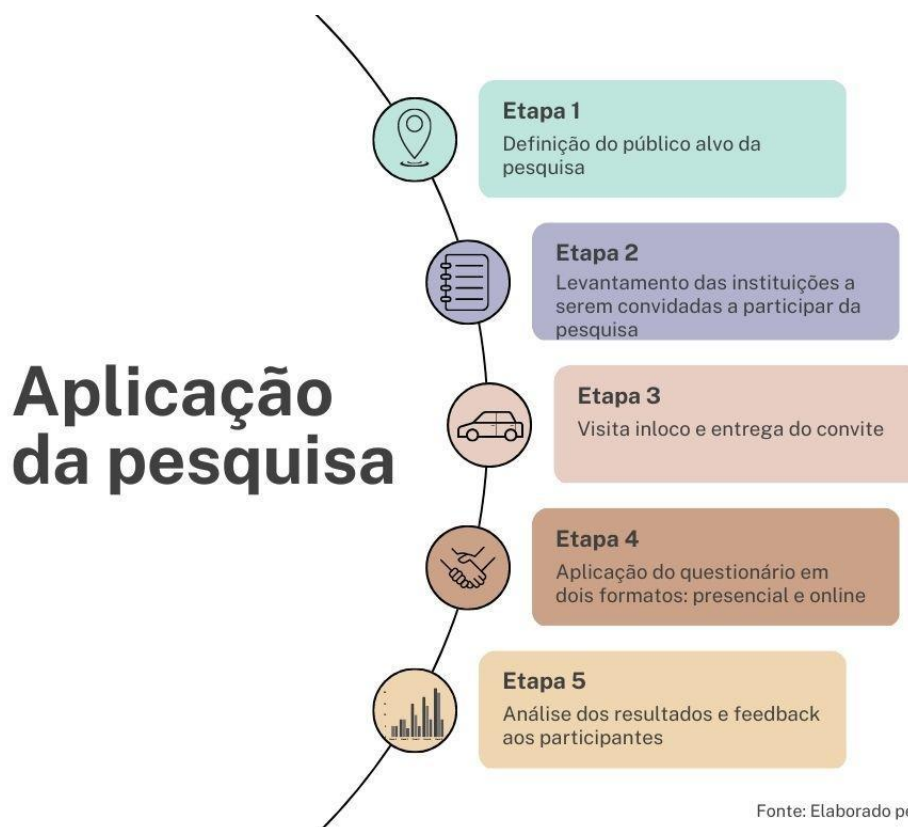 Aplicação
da pesquisa
Etapa 1
Definição do público alvo da
pesquisa
Etapa 2
Levantamento das instituições a
serem convidadas a participar da
pesquisa
Etapa 3
Visita inloco e entrega do convite
Etapa 4
Aplicação do questionário em
dois formatos: presencial e online
Etapa 5
Análise dos resultados e feedback
aos participantes
Fonte: Elaborado pe